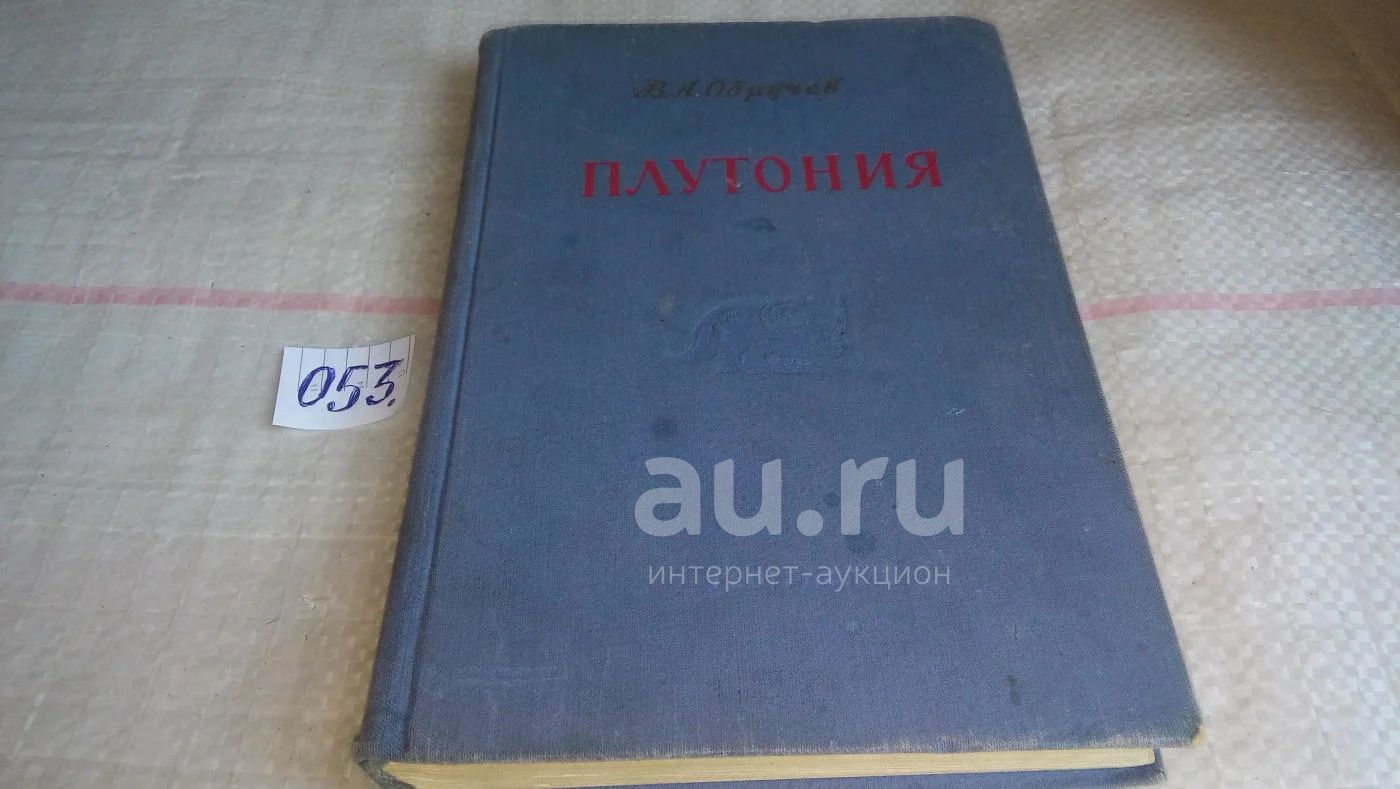 В.А.Обручев
ПЛУТОНИЯ
053.
au.ru
интернет-аукцион